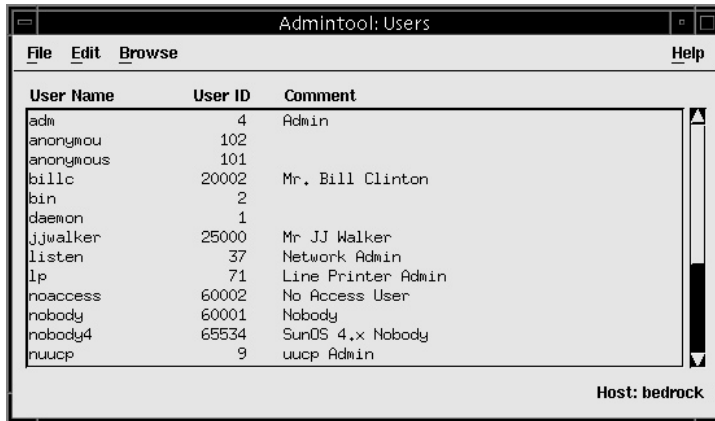 Admintool: Users
File Edit Browse Help
User Name User ID Comment
adm 4 Admin
anonymou 102
anonymous 101
billc 20002 Mr. Bill Clinton
bin 2
daemon 1
jjwalker 25000 Mr JJ Walker
listen 37 Network Admin
lp 71 Line Printer Admin
noaccess 60002 No Access User
nobody 60001 Nobody
nobody4 65534 SunOS 4.x Nobody
nuucp 9 uucp Admin
Host: bedrock